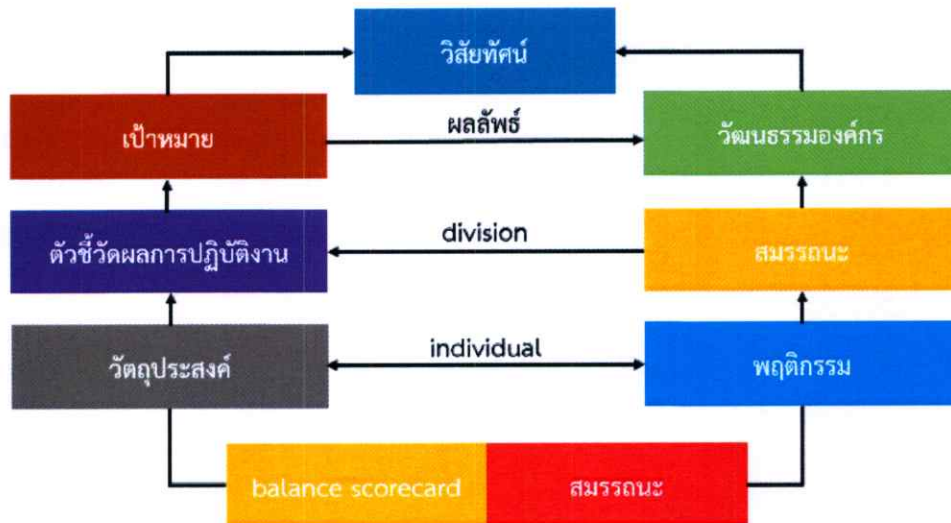 วิสัยทัศน์
เป้าหมาย
ผลลัพธ์
วัฒนธรรมองค์กร
ตัวชี้วัดผลการปฏิบัติงาน
division
สมรรถนะ
วัตถุประสงค์
individual
พฤติกรรม
balance scorecard
สมรรถนะ